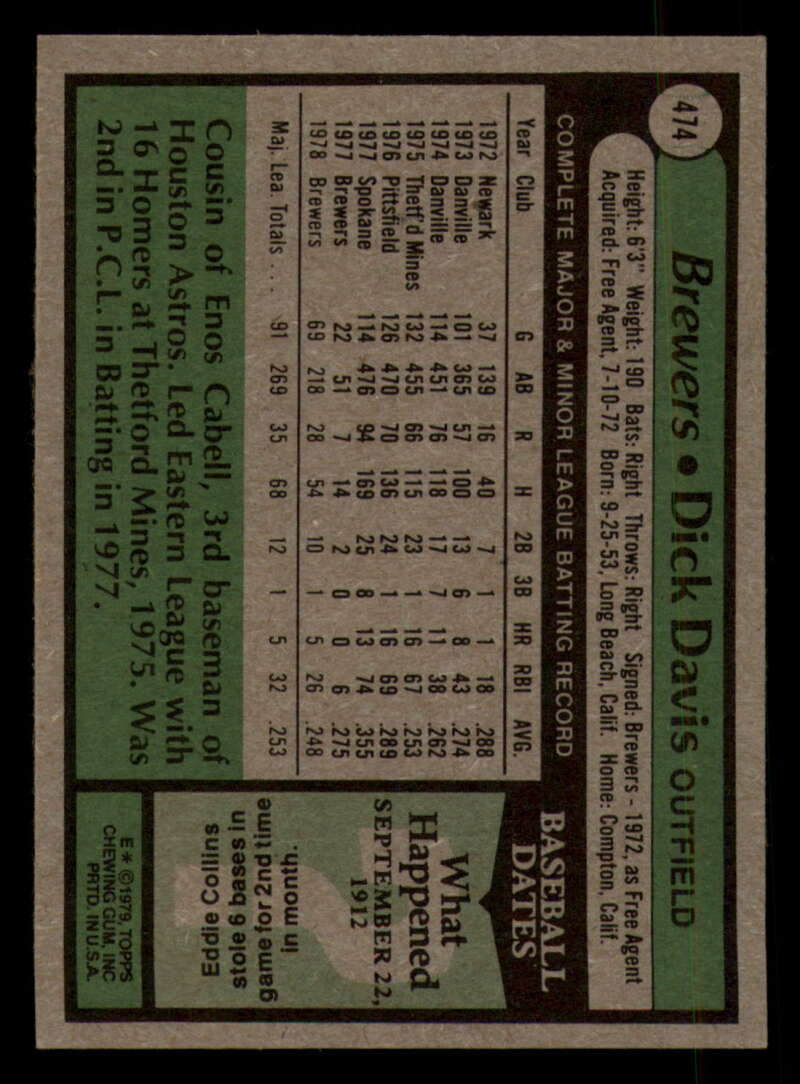 474
Brewers • Dick Davis OUTFIELD
Height: 6'3" Weight: 190 Bats: Right Throws: Right Signed: Brewers - 1972, as Free Agent
Acquired: Free Agent, 7-10-72 Born: 9-25-53, Long Beach, Calif. Home: Compton, Calif.
COMPLETE MAJOR & MINOR LEAGUE BATTING RECORD
Year Club G AB R H 2B 3B HR RBI AVG.
1972 Newark 37 139 16 40 7 1 1 18 .288
1973 Danville 101 365 57 100 13 6 8 43 .274
1974 Danville 114 451 76 118 17 7 11 38 .262
1975 Thetf'd Mines 132 455 66 115 23 1 16 67 .253
1976 Pittsfield 126 470 70 136 24 1 16 69 .289
1977 Spokane 114 476 94 169 25 8 13 74 .355
1977 Brewers 22 51 7 14 2 0 0 6 .275
1978 Brewers 69 218 28 54 10 1 5 26 .248
Maj. Lea. Totals . . . 91 269 35 68 12 1 5 32 .253
Cousin of Enos Cabell, 3rd baseman of
Houston Astros. Led Eastern League with
16 Homers at Thetford Mines, 1975. Was
2nd in P.C.L. in Batting in 1977.
BASEBALL
DATES
What
Happened
SEPTEMBER 22,
1912
Eddie Collins
stole 6 bases in
game for 2nd time
in month.
E * © 1979, TOPPS
CHEWING GUM, INC
PRTD. IN U.S.A.